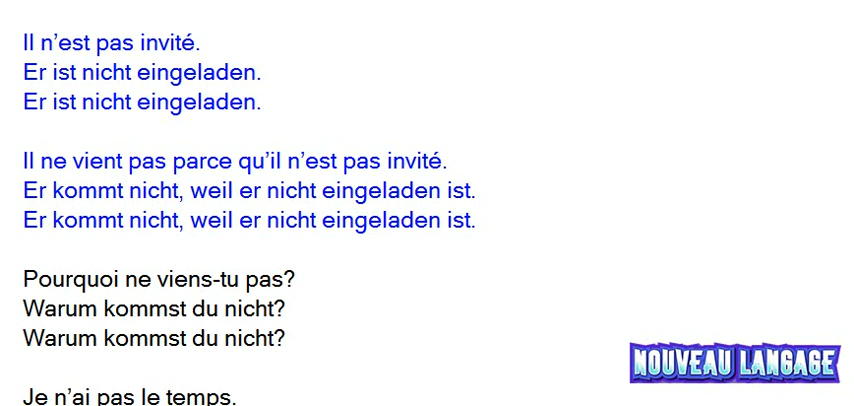 Il n’est pas invité.
Er ist nicht eingeladen.
Er ist nicht eingeladen.
Il ne vient pas parce qu’il n’est pas invité.
Er kommt nicht, weil er nicht eingeladen ist.
Er kommt nicht, weil er nicht eingeladen ist.
Pourquoi ne viens-tu pas?
Warum kommst du nicht?
Warum kommst du nicht?
NOUVEAU LANGAGE
Je n’ai pas le temps.